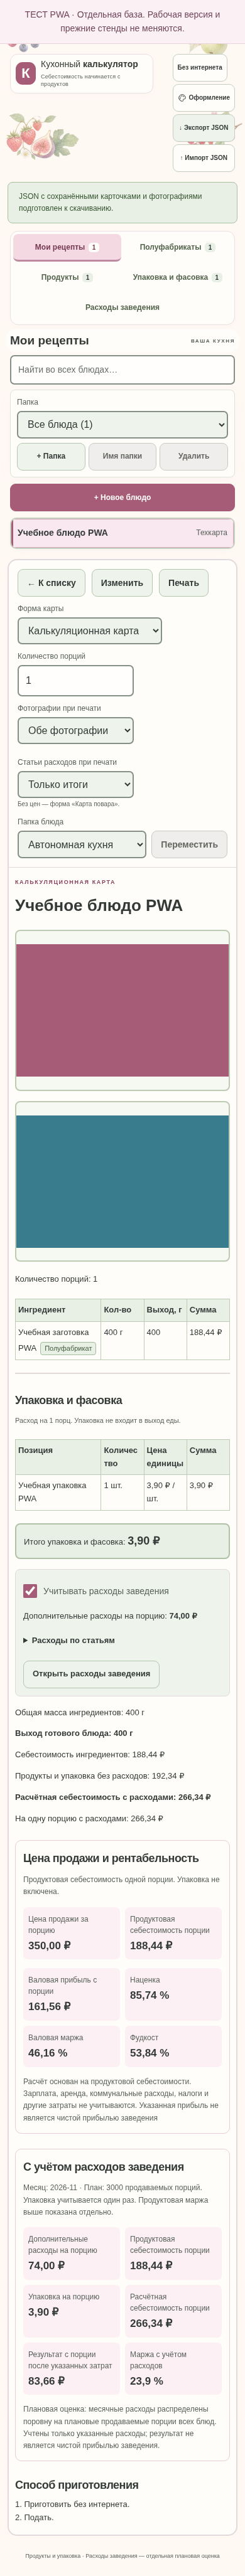 ТЕСТ PWA · Отдельная база. Рабочая версия и
прежние стенды не меняются.
К
Кухонный калькулятор
Себестоимость начинается с
продуктов
Без интернета
Оформление
↓ Экспорт JSON
↑ Импорт JSON
JSON с сохранёнными карточками и фотографиями
подготовлен к скачиванию.
Мои рецепты 1
Полуфабрикаты 1
Продукты 1
Упаковка и фасовка 1
Расходы заведения
Мои рецепты
ВАША КУХНЯ
Найти во всех блюдах…
Папка
Все блюда (1)
+ Папка
Имя папки
Удалить
+ Новое блюдо
Учебное блюдо PWA
Техкарта
← К списку
Изменить
Печать
Форма карты
Калькуляционная карта
Количество порций
1
Фотографии при печати
Обе фотографии
Статьи расходов при печати
Только итоги
Без цен — форма «Карта повара».
Папка блюда
Автономная кухня
Переместить
КАЛЬКУЛЯЦИОННАЯ КАРТА
Учебное блюдо PWA
Количество порций: 1
Ингредиент Кол-во Выход, г Сумма
Учебная заготовка 400 г 400 188,44 ₽
PWA Полуфабрикат
Упаковка и фасовка
Расход на 1 порц. Упаковка не входит в выход еды.
Позиция Количес Цена Сумма
тво единицы
Учебная упаковка 1 шт. 3,90 ₽ / 3,90 ₽
PWA шт.
Итого упаковка и фасовка: 3,90 ₽
Учитывать расходы заведения
Дополнительные расходы на порцию: 74,00 ₽
▸ Расходы по статьям
Открыть расходы заведения
Общая масса ингредиентов: 400 г
Выход готового блюда: 400 г
Себестоимость ингредиентов: 188,44 ₽
Продукты и упаковка без расходов: 192,34 ₽
Расчётная себестоимость с расходами: 266,34 ₽
На одну порцию с расходами: 266,34 ₽
Цена продажи и рентабельность
Продуктовая себестоимость одной порции. Упаковка не
включена.
Цена продажи за
порцию
350,00 ₽
Продуктовая
себестоимость порции
188,44 ₽
Валовая прибыль с
порции
161,56 ₽
Наценка
85,74 %
Валовая маржа
46,16 %
Фудкост
53,84 %
Расчёт основан на продуктовой себестоимости.
Зарплата, аренда, коммунальные расходы, налоги и
другие затраты не учитываются. Указанная прибыль не
является чистой прибылью заведения
С учётом расходов заведения
Месяц: 2026-11 · План: 3000 продаваемых порций.
Упаковка учитывается один раз. Продуктовая маржа
выше показана отдельно.
Дополнительные
расходы на порцию
74,00 ₽
Продуктовая
себестоимость порции
188,44 ₽
Упаковка на порцию
3,90 ₽
Расчётная
себестоимость порции
266,34 ₽
Результат с порции
после указанных затрат
83,66 ₽
Маржа с учётом
расходов
23,9 %
Плановая оценка: месячные расходы распределены
поровну на плановые продаваемые порции всех блюд.
Учтены только указанные расходы; результат не
является чистой прибылью заведения.
Способ приготовления
1. Приготовить без интернета.
2. Подать.
Продукты и упаковка · Расходы заведения — отдельная плановая оценка